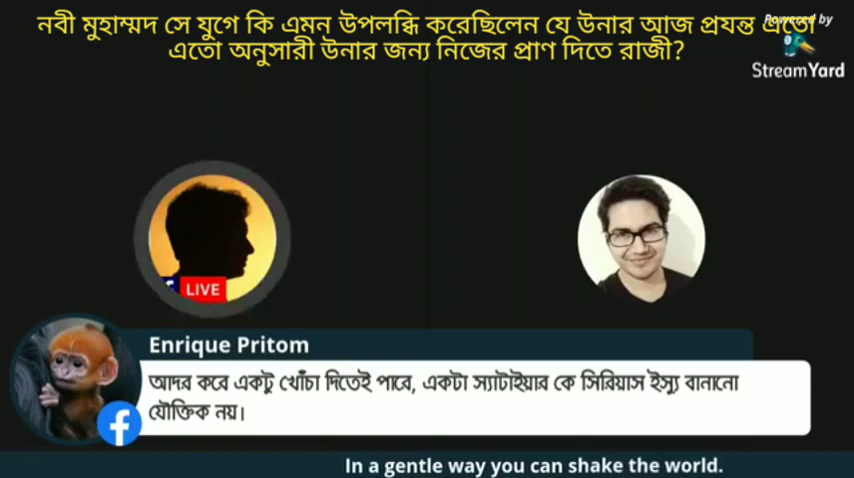 নবী মুহাম্মদ সে যুগে কি এমন উপলব্ধি করেছিলেন যে উনার আজ প্রযন্ত এতো
এতো অনুসারী উনার জন্য নিজের প্রাণ দিতে রাজী?
Powered by
StreamYard
LIVE
Enrique Pritom
আদর করে একটু খোঁচা দিতেই পারে, একটা স্যাটাইয়ার কে সিরিয়াস ইস্যু বানানো
যৌক্তিক নয়।
In a gentle way you can shake the world.